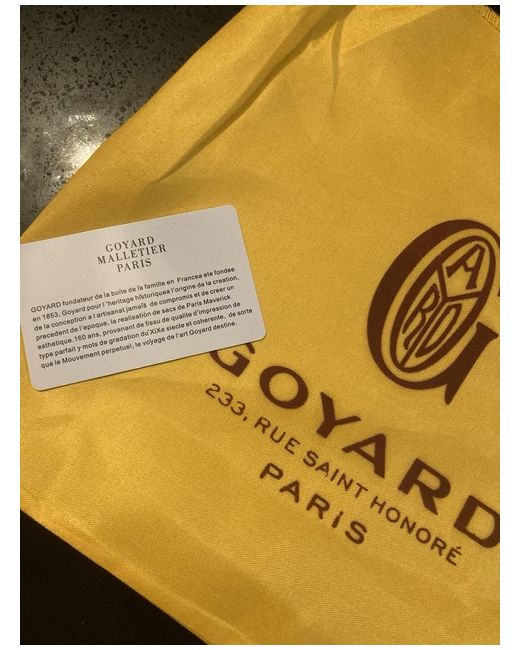 GOYARD
MALLETIER
PARIS
GOYARD fondateur de la boite de la famille en Francea ete fondee
en 1853. Goyard pour l'heritage historiquea l'origine de la creation,
de la conception a artisanat jamais de compromis et de creer un
precedent de l'epoque. la realisation de sacs de Paris Maverick
esthetique.160 ans, provenant de tissu de qualite d'impression de
type parfait y mots de gradation du XiXe siecle et coherente, de sorte
que le Mouvement perpetuel, le voyage de l'art Goyard destine.
GOYARD
GOYARD
233, RUE SAINT HONORÉ
PARiS